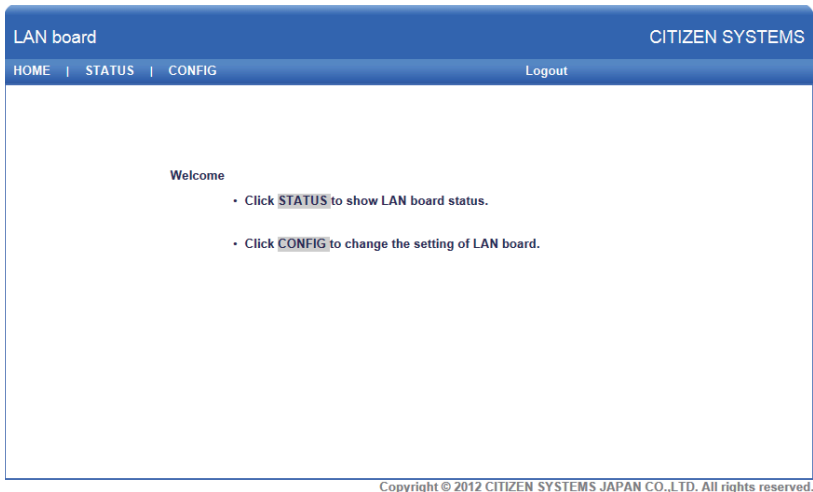 LAN board CITIZEN SYSTEMS
HOME | STATUS | CONFIG Logout
Welcome
• Click STATUS to show LAN board status.
• Click CONFIG to change the setting of LAN board.
Copyright © 2012 CITIZEN SYSTEMS JAPAN CO.,LTD. All rights reserved.